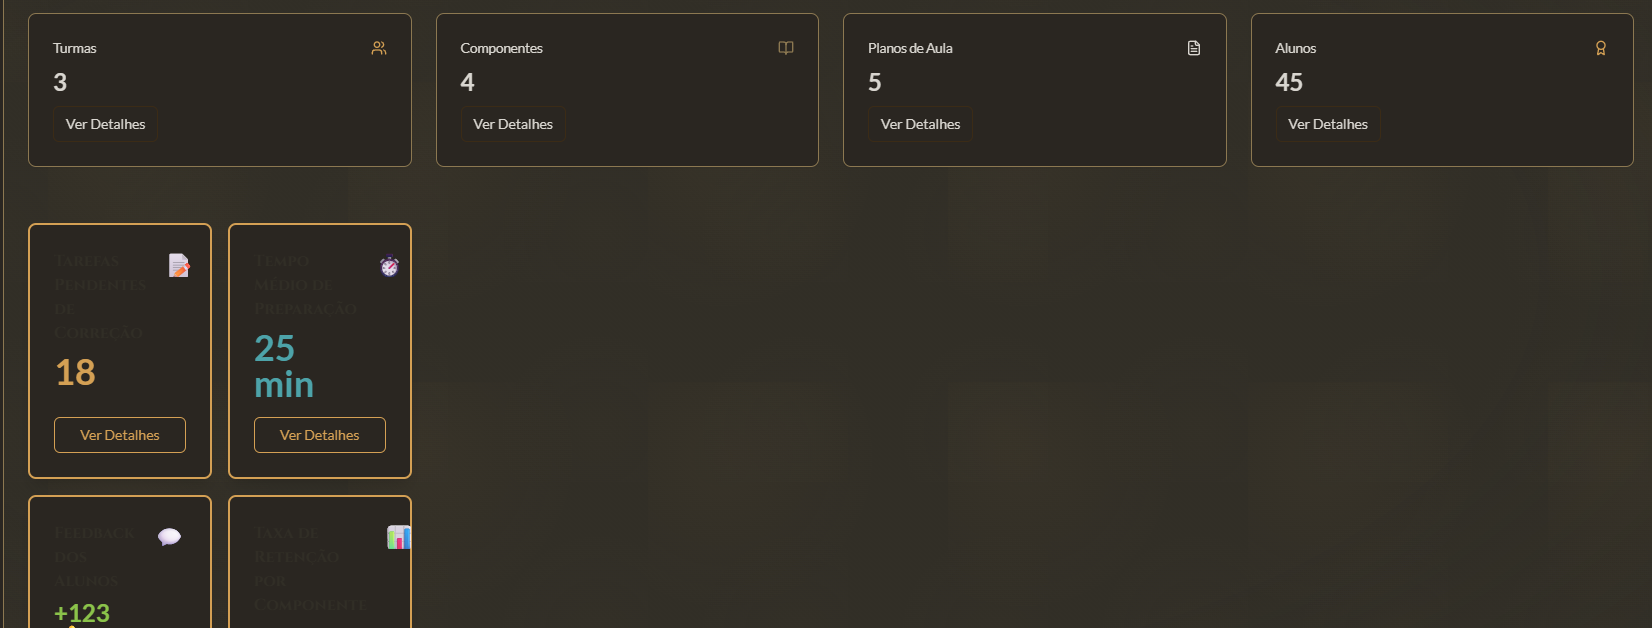 Turmas
3
Ver Detalhes
Componentes
4
Ver Detalhes
Planos de Aula
5
Ver Detalhes
Alunos
45
Ver Detalhes
Tarefas
Pendentes
de
Correção
18
Ver Detalhes
Tempo
médio de
Preparação
25
min
Ver Detalhes
Feedback
dos
Alunos
+123
Taxa de
Retenção
por
Componente